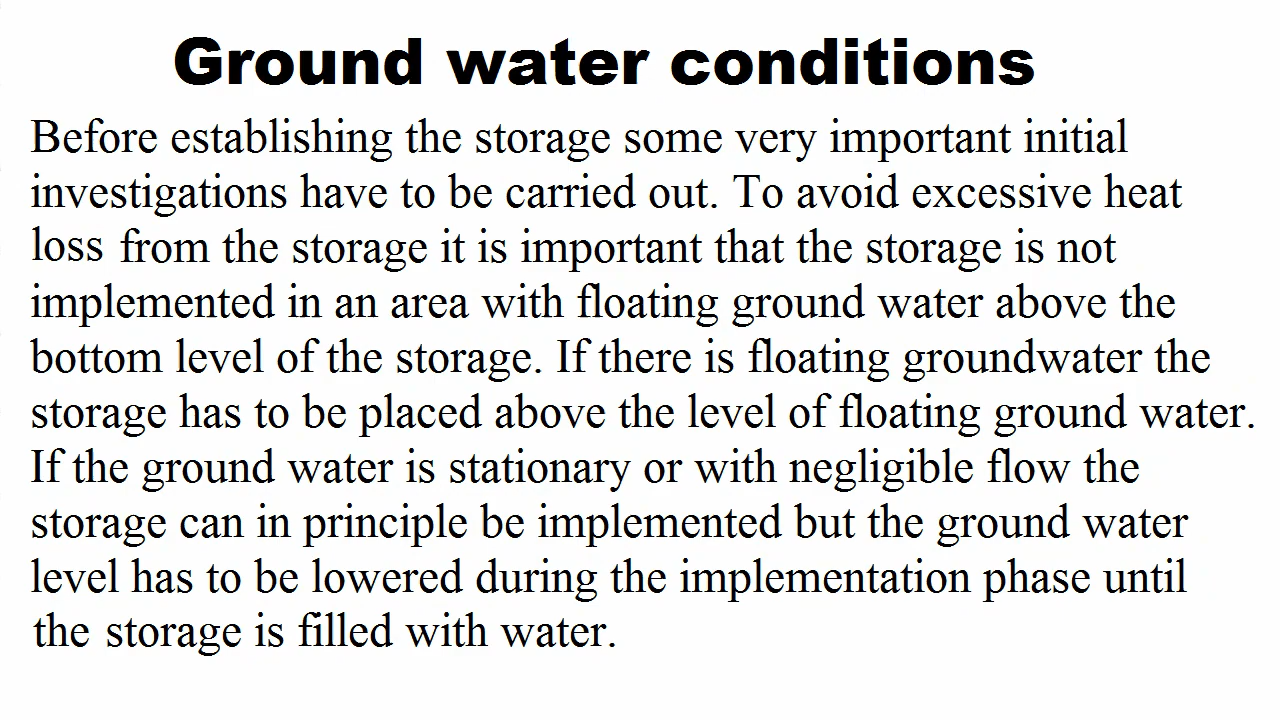 Ground water conditions
Before establishing the storage some very important initial
investigations have to be carried out. To avoid excessive heat
loss from the storage it is important that the storage is not
implemented in an area with floating ground water above the
bottom level of the storage. If there is floating groundwater the
storage has to be placed above the level of floating ground water.
If the ground water is stationary or with negligible flow the
storage can in principle be implemented but the ground water
level has to be lowered during the implementation phase until
the storage is filled with water.